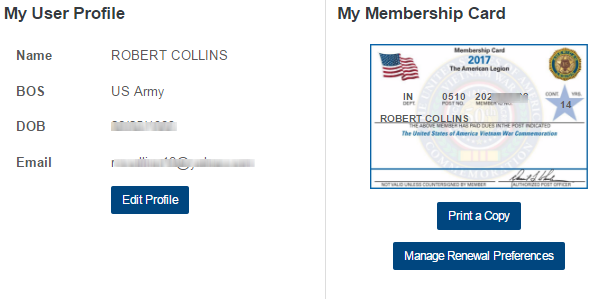 My User Profile
Name ROBERT COLLINS
BOS US Army
DOB
Email
Edit Profile
My Membership Card
Membership Card
2017
The American Legion
IN 0510 202
DEPT. POST NO. MEMBER ID NO.
CONT. YRS.
14
ROBERT COLLINS
THE ABOVE MEMBER HAS PAID DUES IN THE POST INDICATED
The United States of America Vietnam War Commemoration
NOT VALID UNLESS COUNTERSIGNED BY MEMBER AUTHORIZED POST OFFICER
Print a Copy
Manage Renewal Preferences